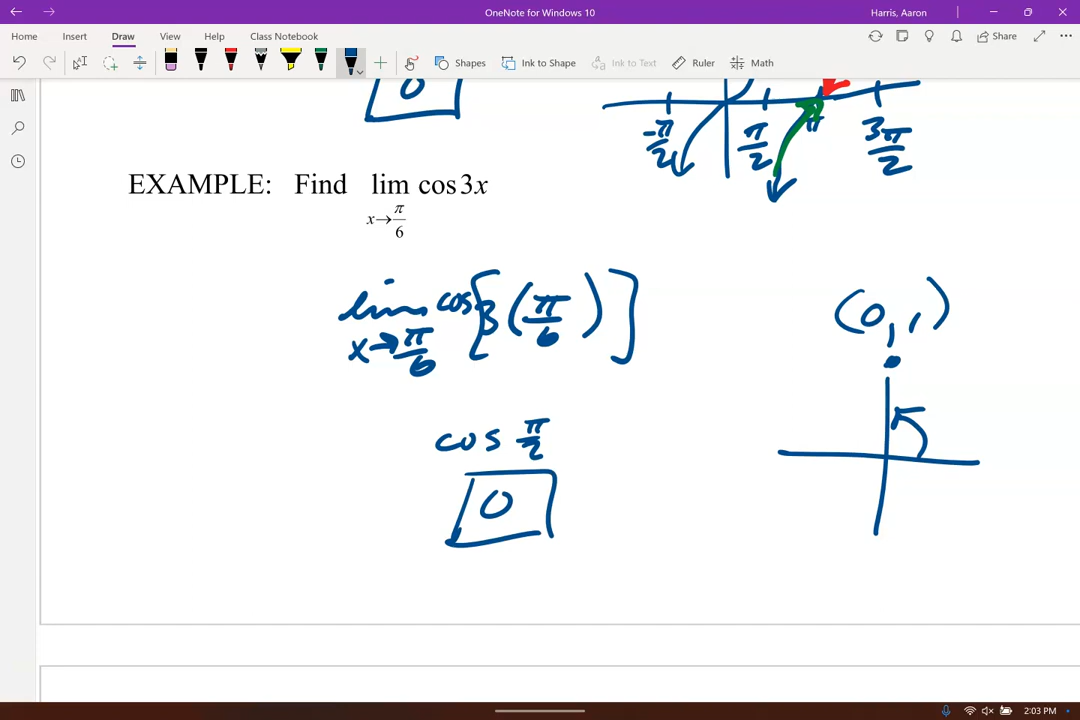 OneNote for Windows 10
Harris, Aaron
Home Insert Draw View Help Class Notebook
Share
Shapes Ink to Shape Ink to Text Ruler Math
0
-π/2 π/2 π 3π/2
EXAMPLE: Find lim cos 3x
x→π/6
lim cos[3(π/6)]
x→π/6
(0,1)
cos π/2
0
2:03 PM